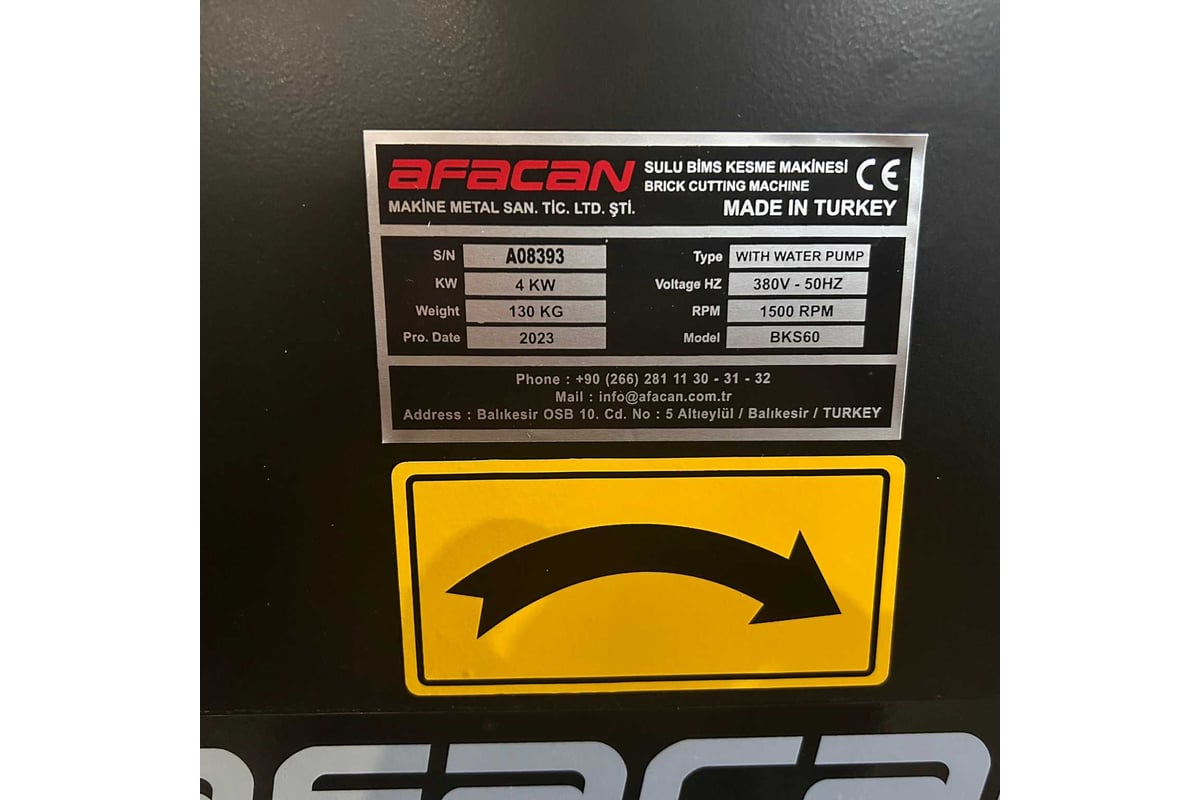 afacan SULU BİMS KESME MAKİNESİ CE
BRICK CUTTING MACHINE
MAKİNE METAL SAN. TİC. LTD. ŞTİ. MADE IN TURKEY
S/N A08393 Type WITH WATER PUMP
KW 4 KW Voltage HZ 380V - 50HZ
Weight 130 KG RPM 1500 RPM
Pro. Date 2023 Model BKS60
Phone : +90 (266) 281 11 30 - 31 - 32
Mail : info@afacan.com.tr
Address : Balıkesir OSB 10. Cd. No : 5 Altıeylül / Balıkesir / TURKEY